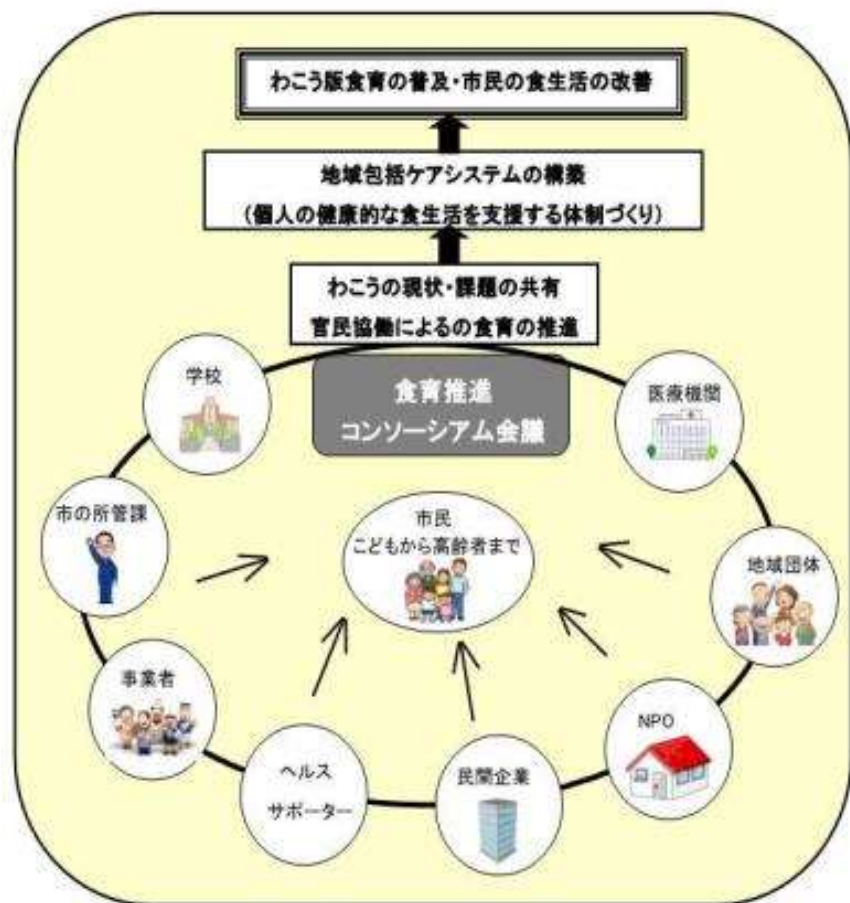 わこう版食育の普及・市民の食生活の改善
地域包括ケアシステムの構築
(個人の健康的な食生活を支援する体制づくり)
わこうの現状・課題の共有
官民協働によるの食育の推進
食育推進
コンソーシアム会議
学校
医療機関
市の所管課
市民
こどもから高齢者まで
地域団体
事業者
NPO
ヘルス
サポーター
民間企業